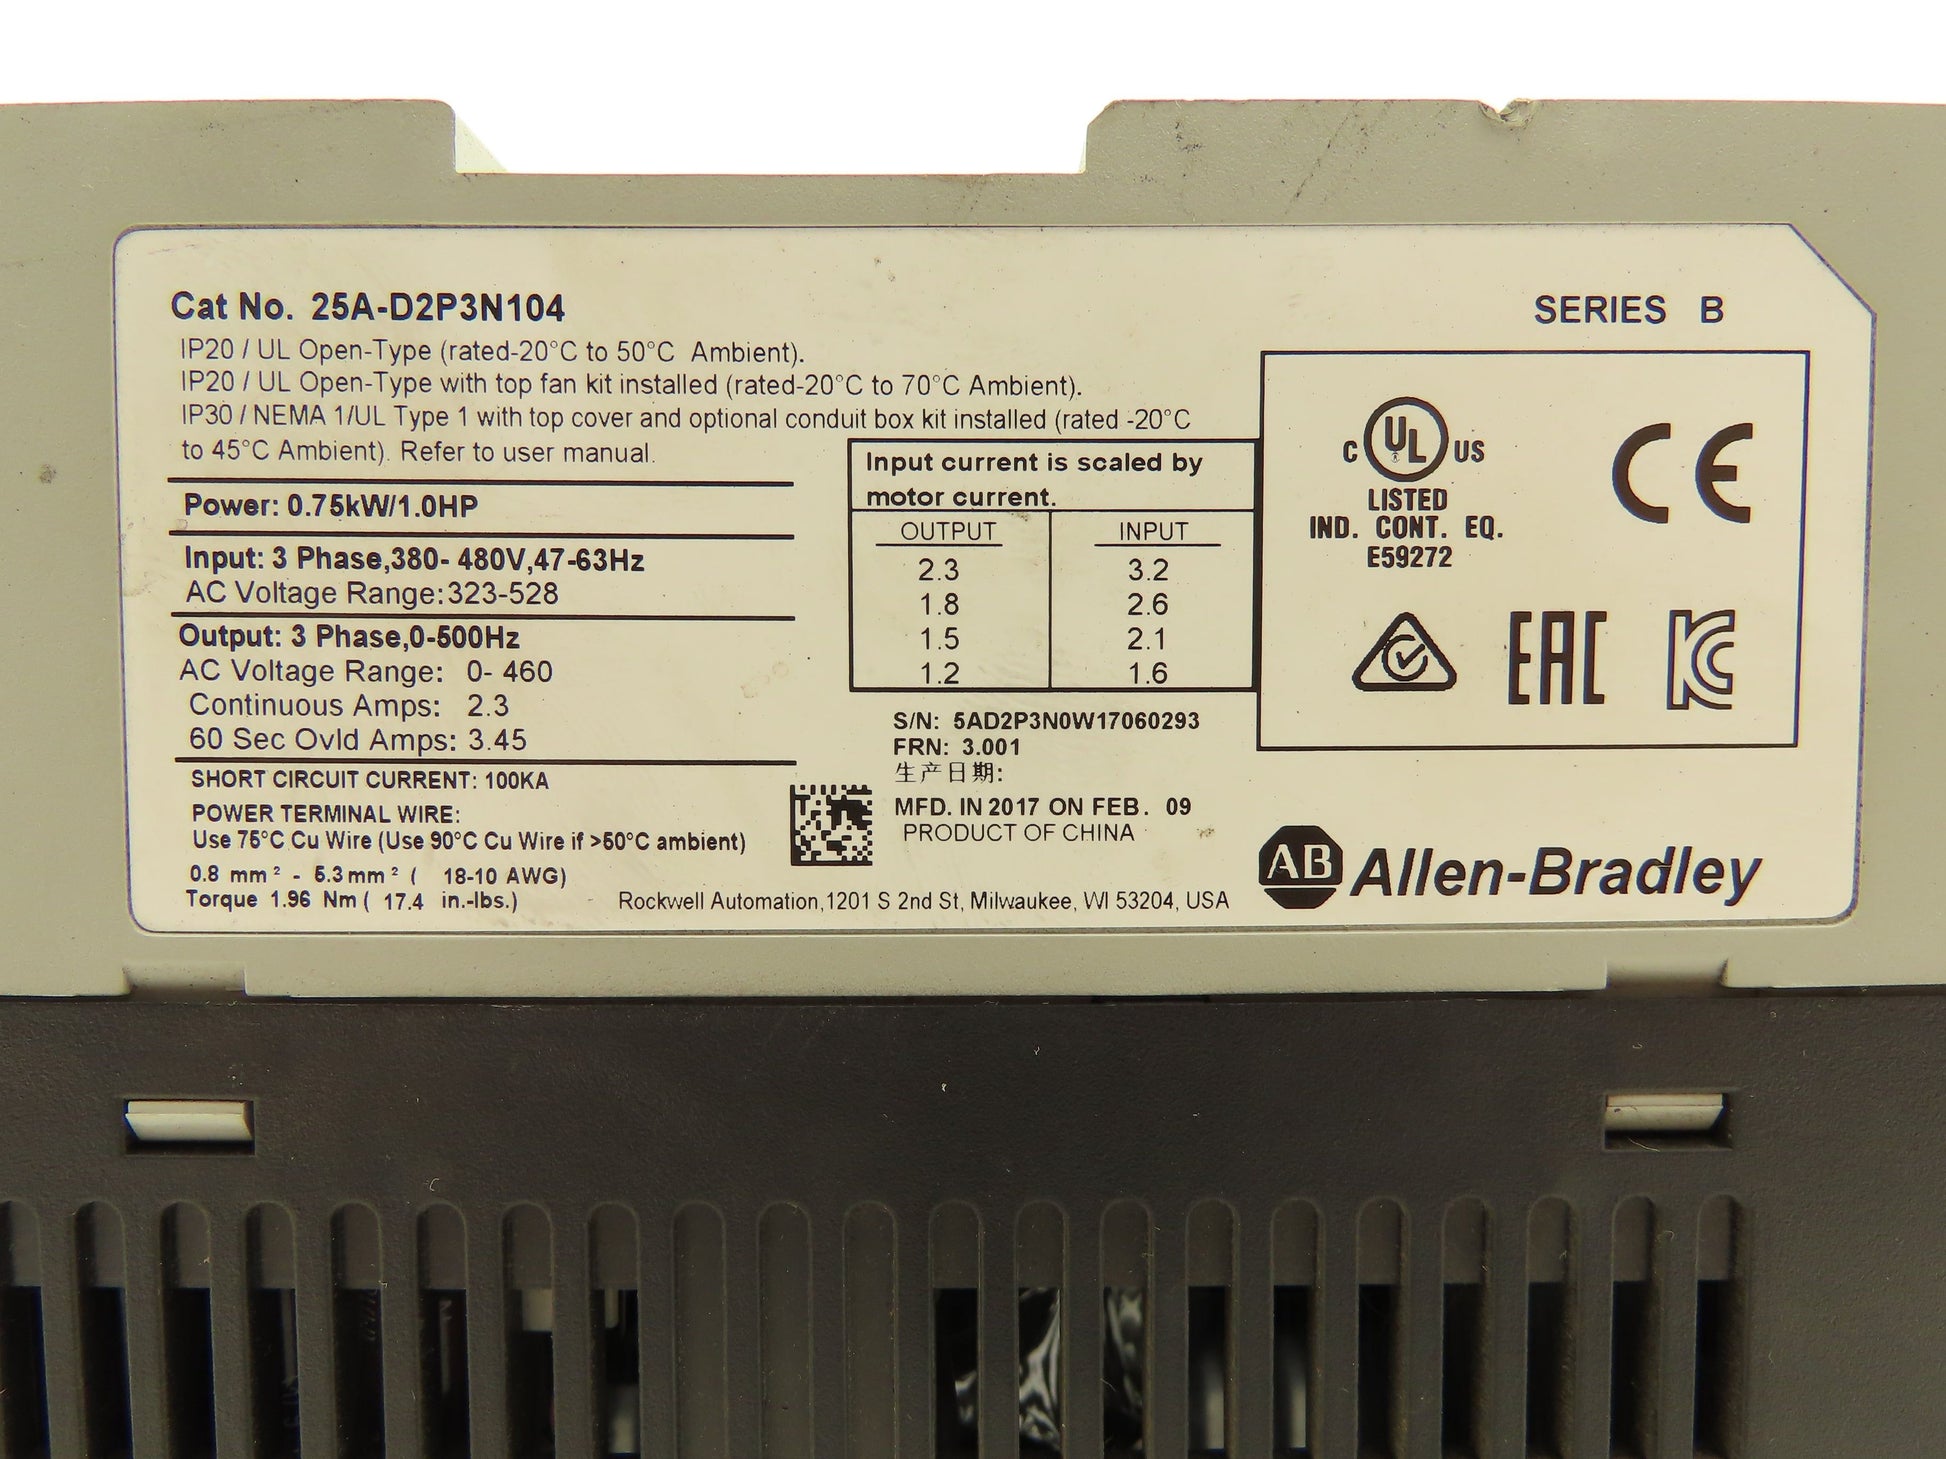 Cat No. 25A-D2P3N104
SERIES B
IP20 / UL Open-Type (rated-20°C to 50°C Ambient).
IP20 / UL Open-Type with top fan kit installed (rated-20°C to 70°C Ambient).
IP30 / NEMA 1/UL Type 1 with top cover and optional conduit box kit installed (rated -20°C
to 45°C Ambient). Refer to user manual.
Power: 0.75kW/1.0HP
Input: 3 Phase,380- 480V,47-63Hz
AC Voltage Range:323-528
Output: 3 Phase,0-500Hz
AC Voltage Range: 0- 460
Continuous Amps: 2.3
60 Sec Ovld Amps: 3.45
SHORT CIRCUIT CURRENT: 100KA
POWER TERMINAL WIRE:
Use 75°C Cu Wire (Use 90°C Cu Wire if >50°C ambient)
0.8 mm² - 5.3 mm² ( 18-10 AWG)
Torque 1.96 Nm ( 17.4 in.-lbs.)
Input current is scaled by
motor current.
OUTPUT INPUT
2.3 3.2
1.8 2.6
1.5 2.1
1.2 1.6
S/N: 5AD2P3N0W17060293
FRN: 3.001
生产日期:
MFD. IN 2017 ON FEB. 09
PRODUCT OF CHINA
Rockwell Automation,1201 S 2nd St, Milwaukee, WI 53204, USA
C UL US
LISTED
IND. CONT. EQ.
E59272
CE
EAC
KC
AB Allen-Bradley